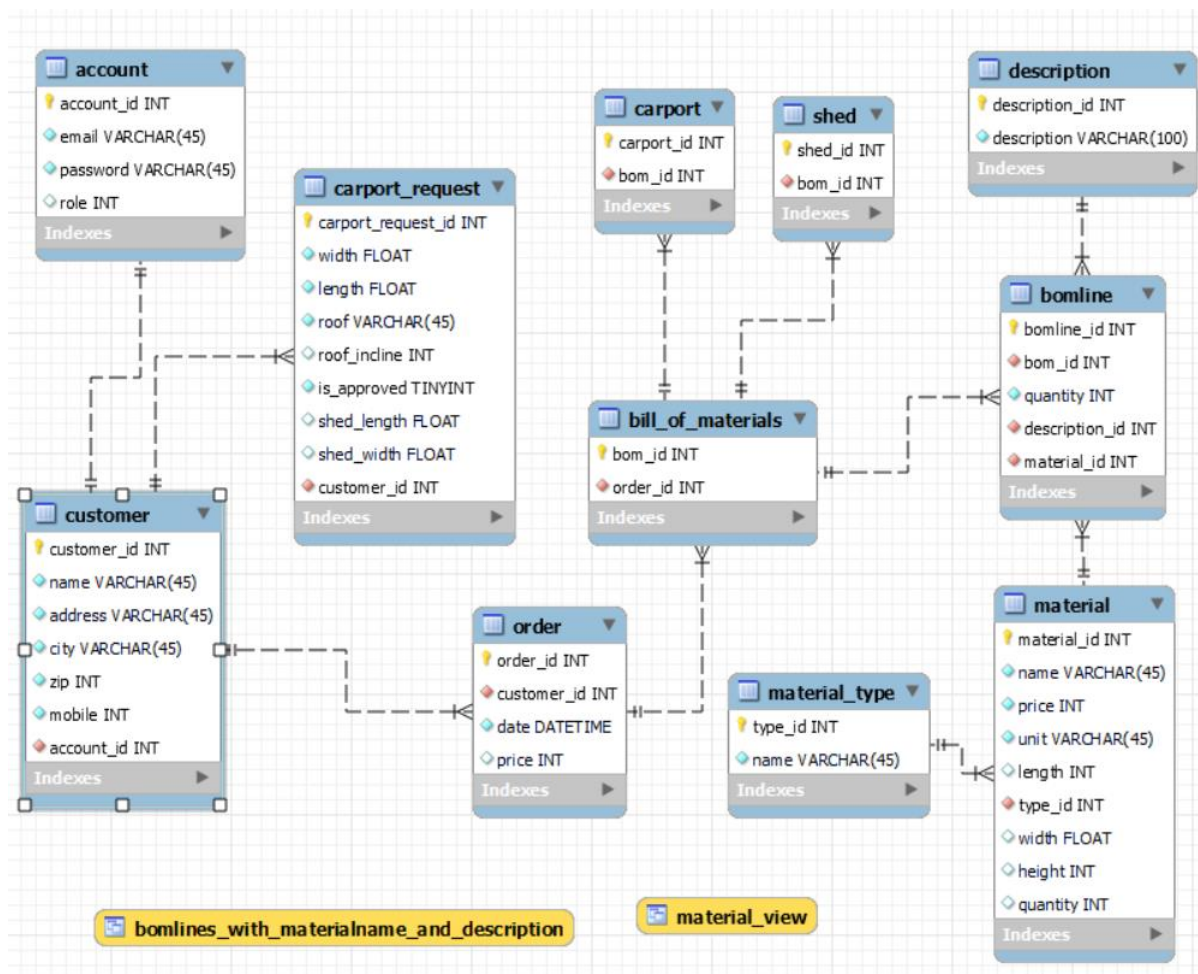 account
account_id INT
email VARCHAR(45)
password VARCHAR(45)
role INT
Indexes
carport_request
carport_request_id INT
width FLOAT
length FLOAT
roof VARCHAR(45)
roof_incline INT
is_approved TINYINT
shed_length FLOAT
shed_width FLOAT
customer_id INT
Indexes
carport
carport_id INT
bom_id INT
Indexes
shed
shed_id INT
bom_id INT
Indexes
description
description_id INT
description VARCHAR(100)
Indexes
bomline
bomline_id INT
bom_id INT
quantity INT
description_id INT
material_id INT
Indexes
bill_of_materials
bom_id INT
order_id INT
Indexes
customer
customer_id INT
name VARCHAR(45)
address VARCHAR(45)
city VARCHAR(45)
zip INT
mobile INT
account_id INT
Indexes
order
order_id INT
customer_id INT
date DATETIME
price INT
Indexes
material_type
type_id INT
name VARCHAR(45)
Indexes
material
material_id INT
name VARCHAR(45)
price INT
unit VARCHAR(45)
length INT
type_id INT
width FLOAT
height INT
quantity INT
Indexes
bomlines_with_materialname_and_description
material_view